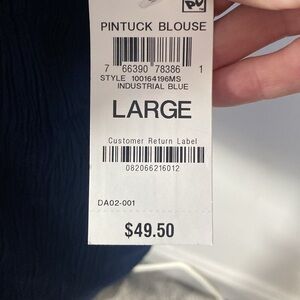 PINTUCK BLOUSE
7 66390 78386 1
STYLE 100164196MS
INDUSTRIAL BLUE
LARGE
Customer Return Label
082066216012
DA02-001
$49.50